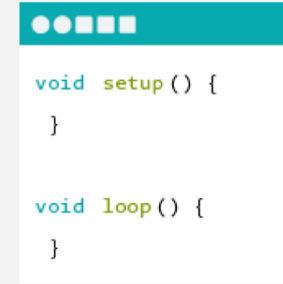 void setup() {
}
void loop() {
}